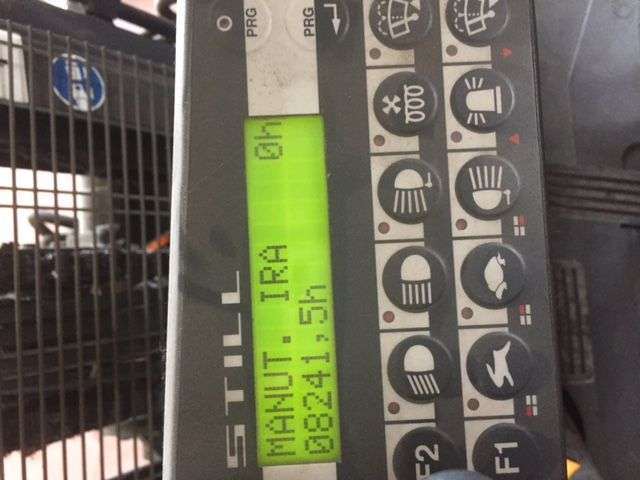 STILL
MANUT. IRA 0h
08241,5h
PRG
PRG
F2
F1